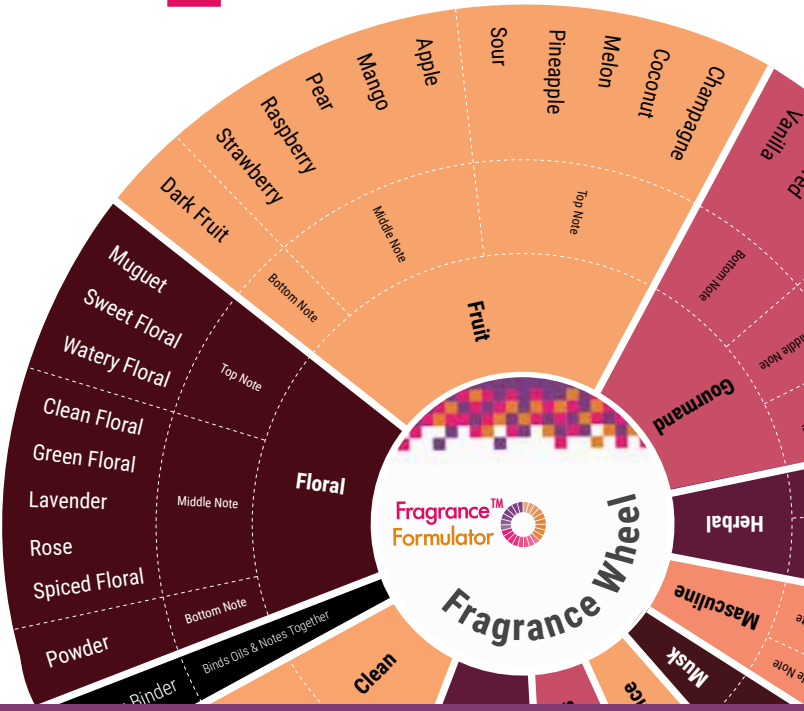 Sour
Pineapple
Melon
Coconut
Champagne
Apple
Mango
Pear
Raspberry
Strawberry
Dark Fruit
Top Note
Middle Note
Bottom Note
Fruit
Vanilla
Bottom Note
Middle Note
Gourmand
Muguet
Sweet Floral
Watery Floral
Top Note
Clean Floral
Green Floral
Lavender
Rose
Spiced Floral
Middle Note
Powder
Bottom Note
Floral
Binder
Binds Oils & Notes Together
Clean
Herbal
Masculine
Note
Musk
Fragrance™
Formulator
Fragrance Wheel